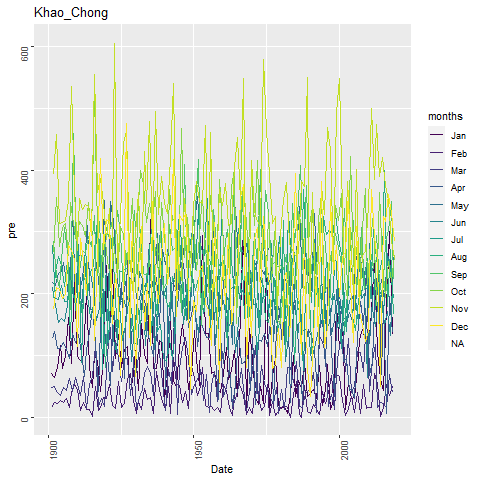 Khao_Chong
pre
600
400
200
0
1900
1950
2000
Date
months
Jan
Feb
Mar
Apr
May
Jun
Jul
Aug
Sep
Oct
Nov
Dec
NA